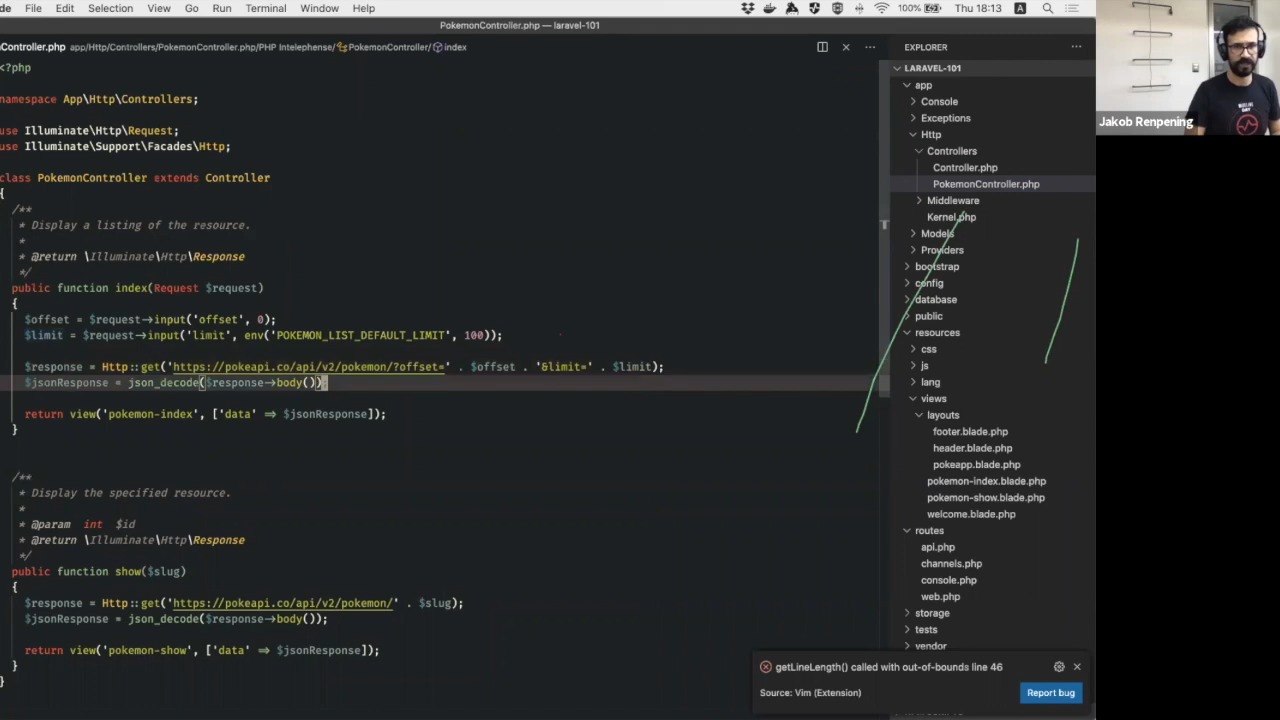 de File Edit Selection View Go Run Terminal Window Help 100% Thu 18:13 A
PokemonController.php — laravel-101
Controller.php app/Http/Controllers/PokemonController.php/PHP Intelephense/ PokemonController/ index
<?php
namespace App\Http\Controllers;
use Illuminate\Http\Request;
use Illuminate\Support\Facades\Http;
class PokemonController extends Controller
{
/**
* Display a listing of the resource.
*
* @return \Illuminate\Http\Response
*/
public function index(Request $request)
{
$offset = $request->input('offset', 0);
$limit = $request->input('limit', env('POKEMON_LIST_DEFAULT_LIMIT', 100));
$response = Http::get('https://pokeapi.co/api/v2/pokemon/?offset=' . $offset . '&limit=' . $limit);
$jsonResponse = json_decode($response->body());
return view('pokemon-index', ['data' => $jsonResponse]);
}
/**
* Display the specified resource.
*
* @param int $id
* @return \Illuminate\Http\Response
*/
public function show($slug)
{
$response = Http::get('https://pokeapi.co/api/v2/pokemon/' . $slug);
$jsonResponse = json_decode($response->body());
return view('pokemon-show', ['data' => $jsonResponse]);
}
}
EXPLORER
LARAVEL-101
app
Console
Exceptions
Http
Controllers
Controller.php
PokemonController.php
Middleware
Kernel.php
Models
Providers
bootstrap
config
database
public
resources
css
js
lang
views
layouts
footer.blade.php
header.blade.php
pokeapp.blade.php
pokemon-index.blade.php
pokemon-show.blade.php
welcome.blade.php
routes
api.php
channels.php
console.php
web.php
storage
tests
vendor
getLineLength() called with out-of-bounds line 46
Source: Vim (Extension)
Report bug
Jakob Renpening